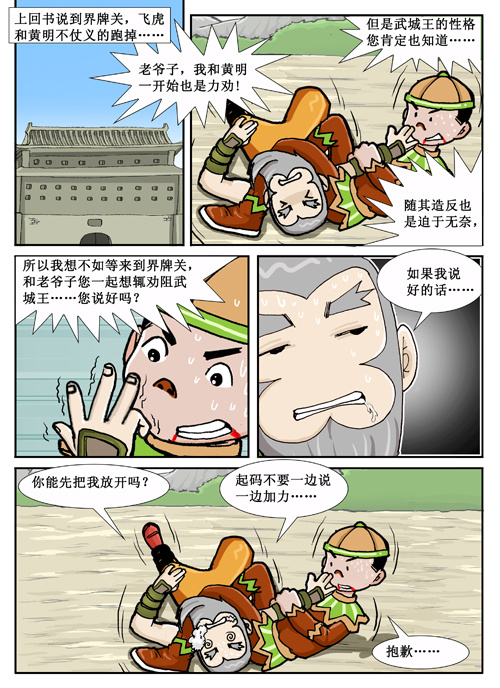 上回书说到界牌关，飞虎
和黄明不仗义的跑掉……
老爷子，我和黄明
一开始也是力劝！
但是武城王的性格
您肯定也知道……
随其造反也
是迫于无奈，
所以我想不如等来到界牌关，
和老爷子您一起想辄劝阻武
城王……您说好吗？
如果我说
好的话……
你能先把我放开吗？
起码不要一边说
一边加力……
抱歉……